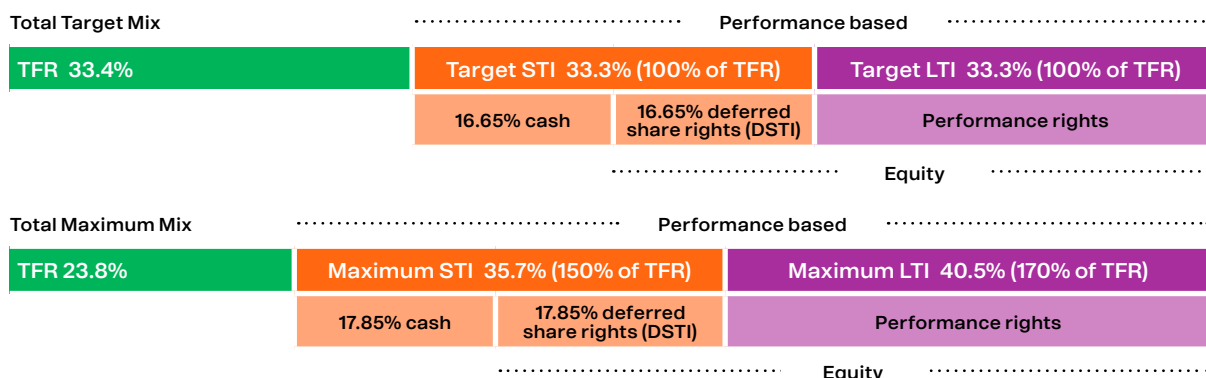 Total Target Mix
Performance based
TFR 33.4%
Target STI 33.3% (100% of TFR)
Target LTI 33.3% (100% of TFR)
16.65% cash
16.65% deferred
share rights (DSTI)
Performance rights
Equity
Total Maximum Mix
Performance based
TFR 23.8%
Maximum STI 35.7% (150% of TFR)
Maximum LTI 40.5% (170% of TFR)
17.85% cash
17.85% deferred
share rights (DSTI)
Performance rights
Equity